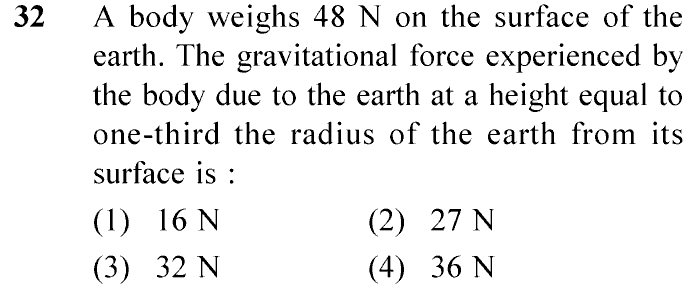 32 A body weighs 48 N on the surface of the
earth. The gravitational force experienced by
the body due to the earth at a height equal to
one-third the radius of the earth from its
surface is :
(1) 16 N (2) 27 N
(3) 32 N (4) 36 N